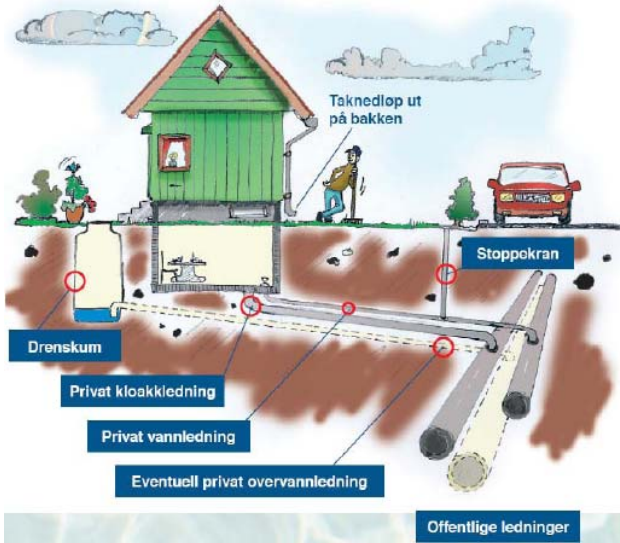 Taknedløp ut
på bakken
Stoppekran
Drenskum
Privat kloakkledning
Privat vannledning
Eventuell privat overvannledning
Offentlige ledninger